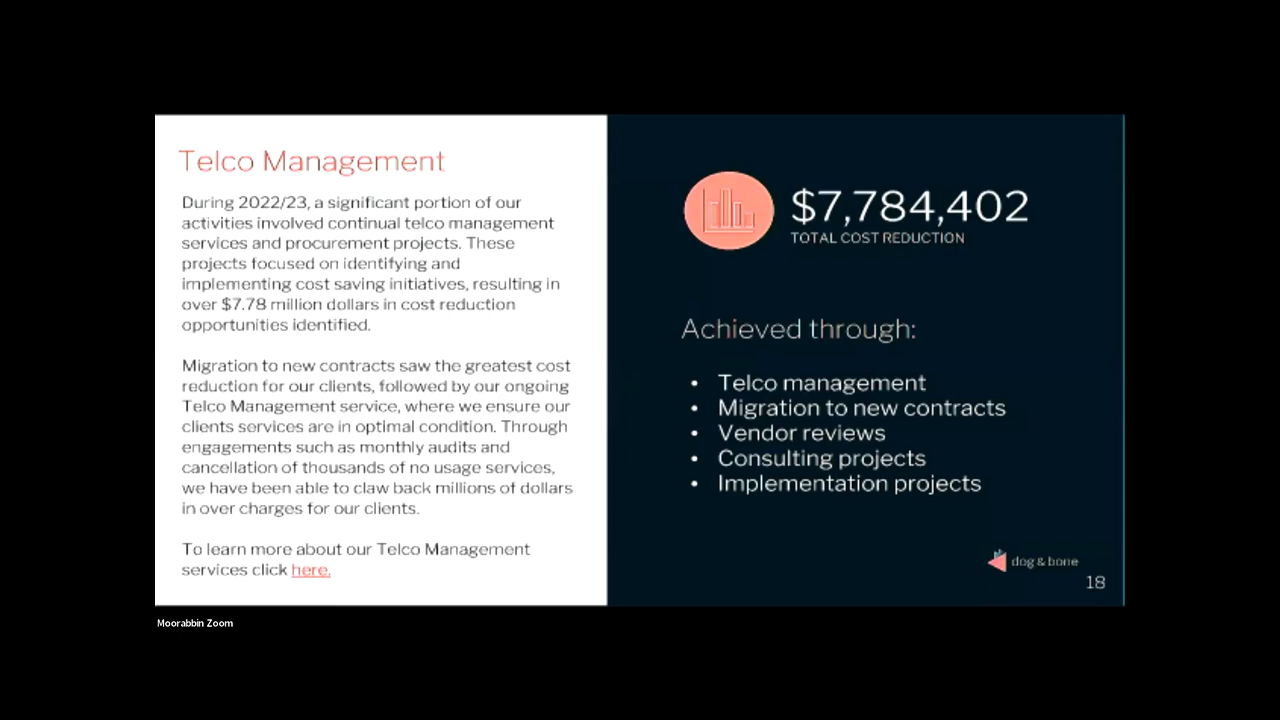 Telco Management
During 2022/23, a significant portion of our
activities involved continual telco management
services and procurement projects. These
projects focused on identifying and
implementing cost saving initiatives, resulting in
over $7.78 million dollars in cost reduction
opportunities identified.
Migration to new contracts saw the greatest cost
reduction for our clients, followed by our ongoing
Telco Management service, where we ensure our
clients services are in optimal condition. Through
engagements such as monthly audits and
cancellation of thousands of no usage services,
we have been able to claw back millions of dollars
in over charges for our clients.
To learn more about our Telco Management
services click here.
$7,784,402
TOTAL COST REDUCTION
Achieved through:
• Telco management
• Migration to new contracts
• Vendor reviews
• Consulting projects
• Implementation projects
dog & bone
18
Moorabbin Zoom